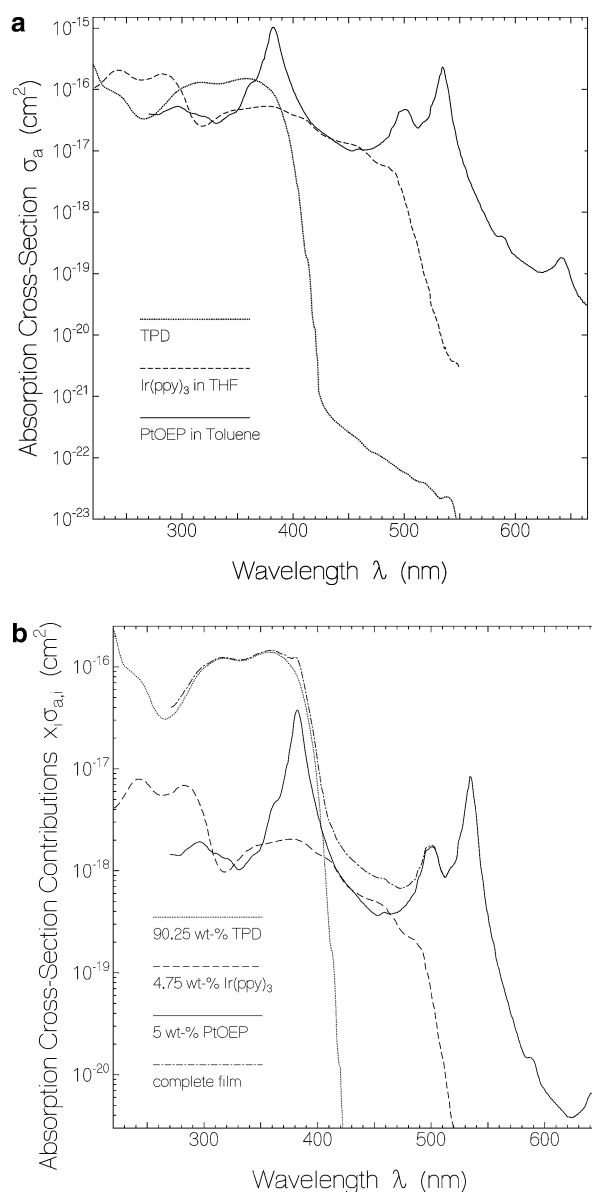 a
10⁻¹⁵
10⁻¹⁶
10⁻¹⁷
10⁻¹⁸
10⁻¹⁹
10⁻²⁰
10⁻²¹
10⁻²²
10⁻²³
Absorption Cross-Section σₐ (cm²)
TPD
Ir(ppy)₃ in THF
PtOEP in Toluene
300 400 500 600
Wavelength λ (nm)
b
10⁻¹⁶
10⁻¹⁷
10⁻¹⁸
10⁻¹⁹
10⁻²⁰
Absorption Cross-Section Contributions xᵢσₐ,ᵢ (cm²)
90.25 wt-% TPD
4.75 wt-% Ir(ppy)₃
5 wt-% PtOEP
complete film
300 400 500 600
Wavelength λ (nm)